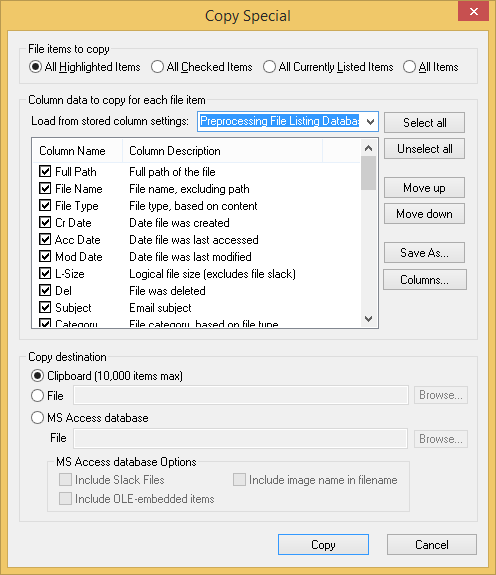 Copy Special
File items to copy
All Highlighted Items All Checked Items All Currently Listed Items All Items
Column data to copy for each file item
Load from stored column settings: Preprocessing File Listing Databas Select all
Unselect all
Column Name Column Description
Full Path Full path of the file
File Name File name, excluding path
Move up
File Type File type, based on content
Move down
Cr Date Date file was created
Acc Date Date file was last accessed
Mod Date Date file was last modified
Save As...
L-Size Logical file size (excludes file slack)
Columns...
Del File was deleted
Subject Email subject
Category File category, based on file type
Copy destination
Clipboard (10,000 items max)
File Browse...
MS Access database
File Browse...
MS Access database Options
Include Slack Files Include image name in filename
Include OLE-embedded items
Copy Cancel